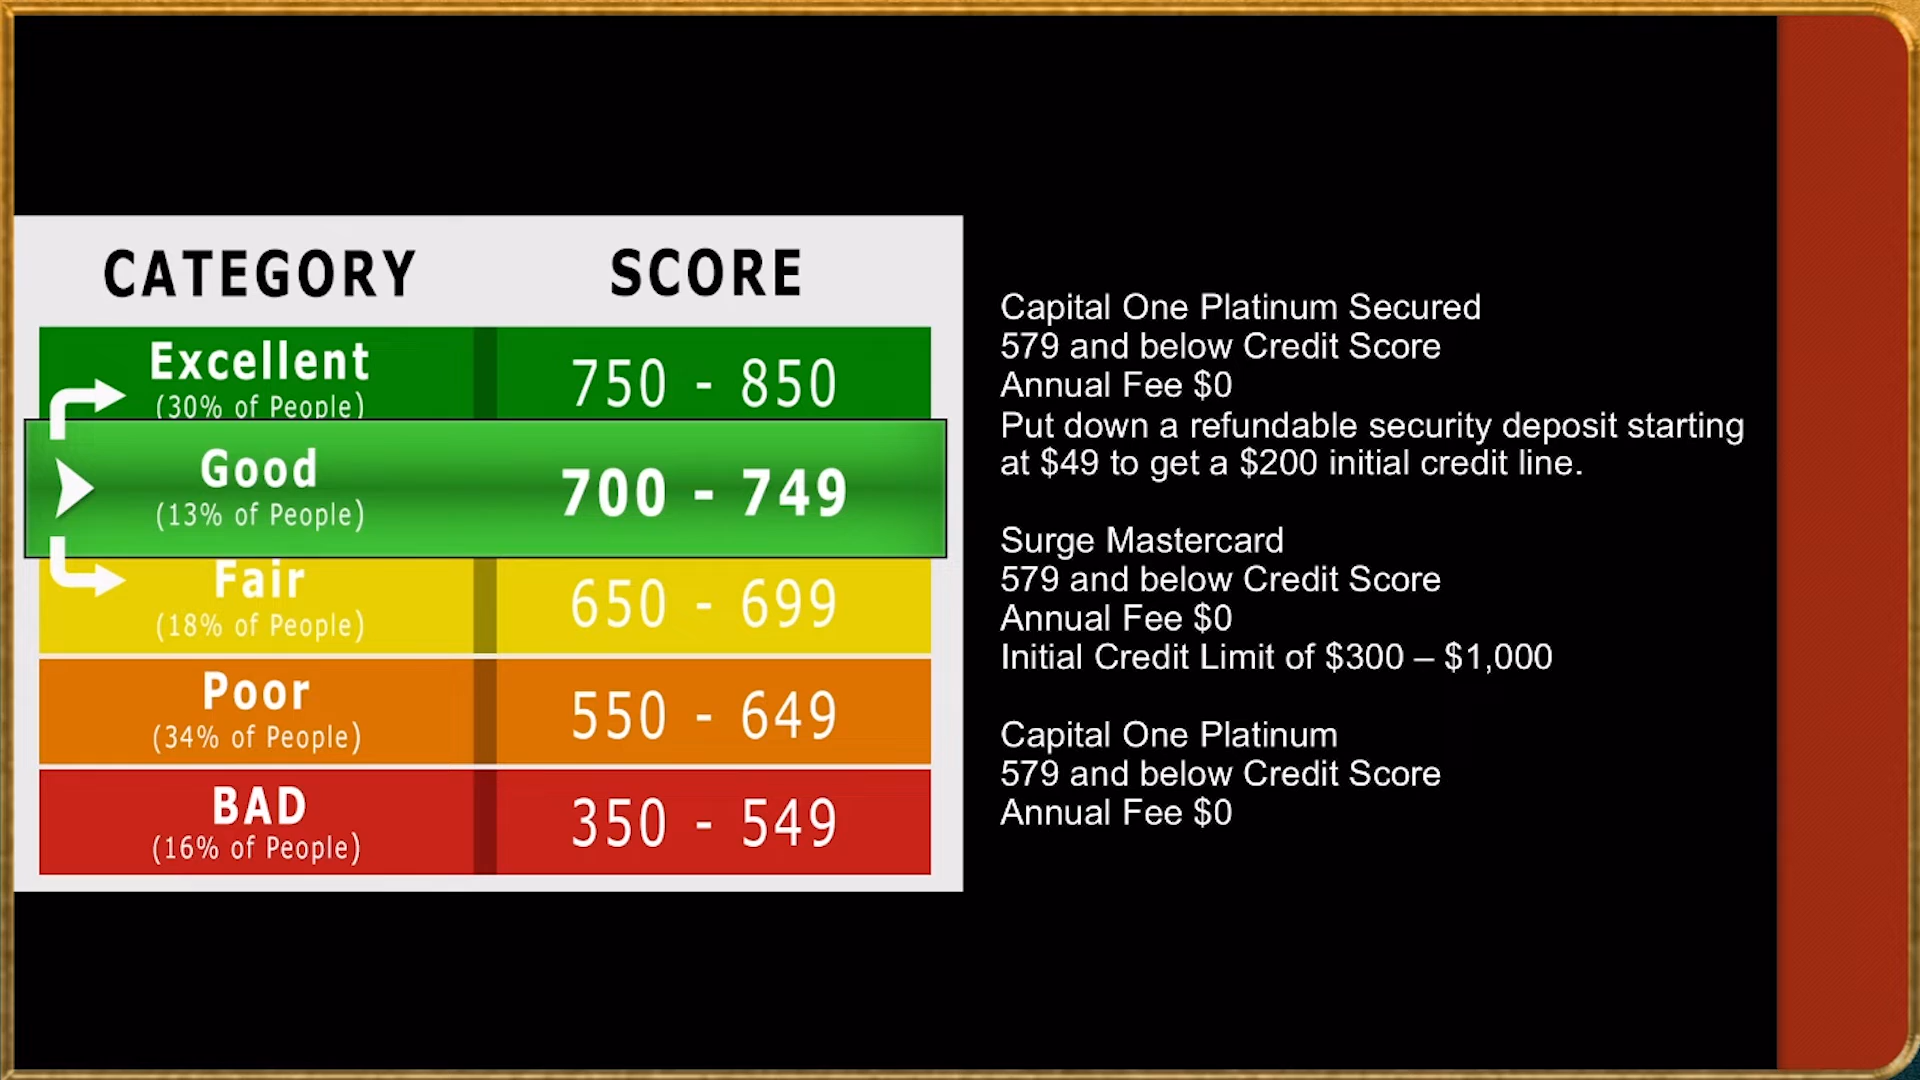 CATEGORY SCORE
Excellent
(30% of People)
750 - 850
Good
(13% of People)
700 - 749
Fair
(18% of People)
650 - 699
Poor
(34% of People)
550 - 649
BAD
(16% of People)
350 - 549
Capital One Platinum Secured
579 and below Credit Score
Annual Fee $0
Put down a refundable security deposit starting
at $49 to get a $200 initial credit line.
Surge Mastercard
579 and below Credit Score
Annual Fee $0
Initial Credit Limit of $300 – $1,000
Capital One Platinum
579 and below Credit Score
Annual Fee $0